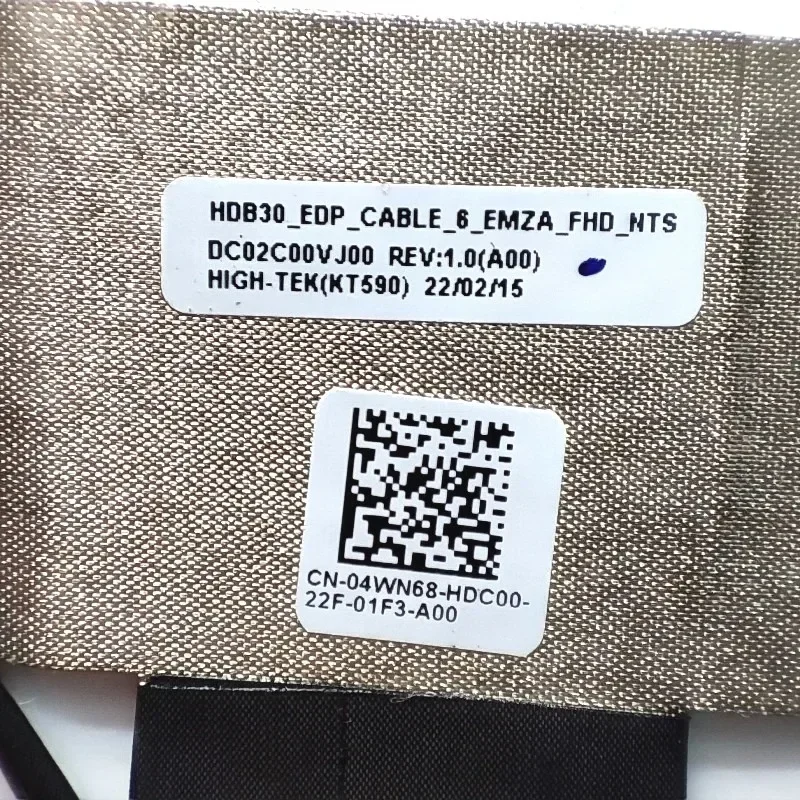 HDB30_EDP_CABLE_6_EMZA_FHD_NTS
DC02C00VJ00 REV:1.0(A00)
HIGH-TEK(KT590) 22/02/15
CN-04WN68-HDC00-
22F-01F3-A00